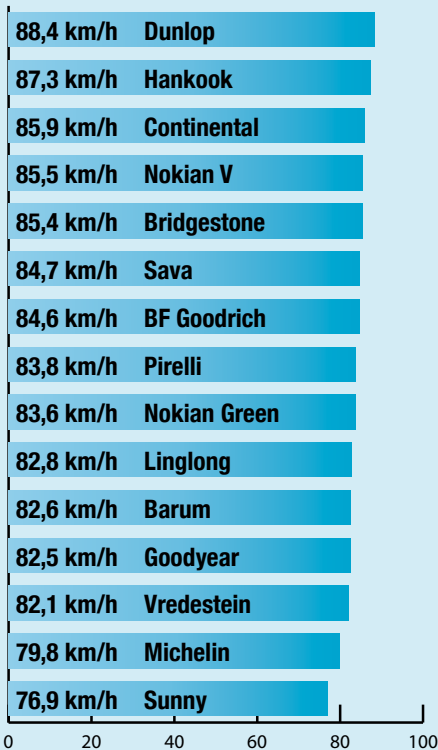 88,4 km/h Dunlop
87,3 km/h Hankook
85,9 km/h Continental
85,5 km/h Nokian V
85,4 km/h Bridgestone
84,7 km/h Sava
84,6 km/h BF Goodrich
83,8 km/h Pirelli
83,6 km/h Nokian Green
82,8 km/h Linglong
82,6 km/h Barum
82,5 km/h Goodyear
82,1 km/h Vredestein
79,8 km/h Michelin
76,9 km/h Sunny
0 20 40 60 80 100